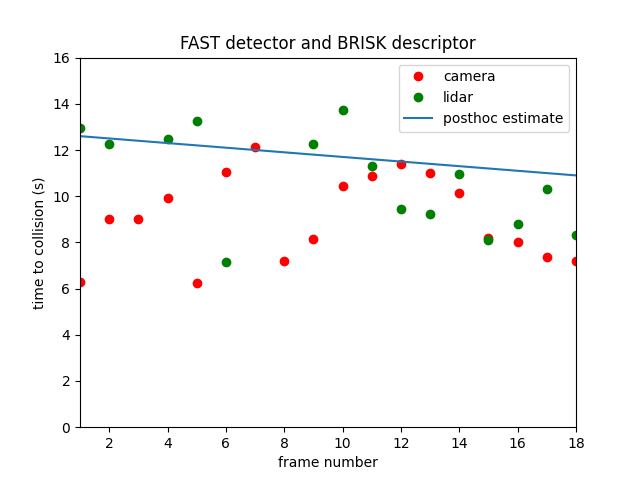 FAST detector and BRISK descriptor
camera
lidar
posthoc estimate
time to collision (s)
16
14
12
10
8
6
4
2
0
2 4 6 8 10 12 14 16 18
frame number